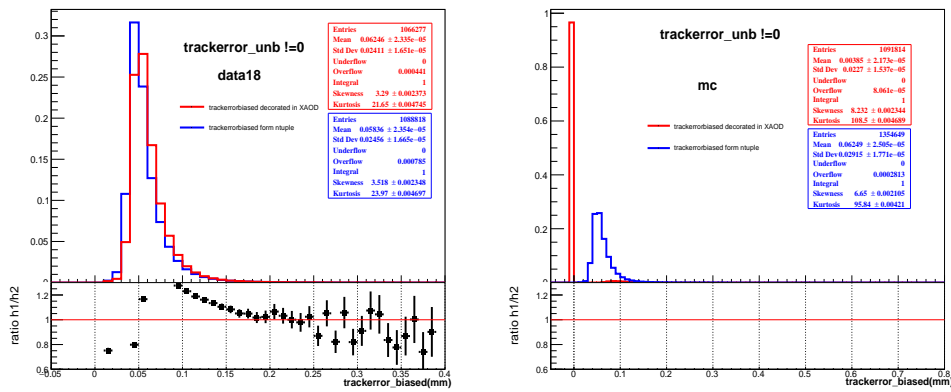 trackerror_unb !=0
data18
trackerrorbiased decorated in XAOD
trackerrorbiased form ntuple
Entries 1066277
Mean 0.06246 ± 2.335e−05
Std Dev 0.02411 ± 1.651e−05
Underflow 0
Overflow 0.000441
Integral 1
Skewness 3.29 ± 0.002373
Kurtosis 21.65 ± 0.004745
Entries 1088818
Mean 0.05836 ± 2.354e−05
Std Dev 0.02456 ± 1.665e−05
Underflow 0
Overflow 0.000785
Integral 1
Skewness 3.518 ± 0.002348
Kurtosis 23.97 ± 0.004697
0.3
0.25
0.2
0.15
0.1
0.05
ratio h1/h2
1.2
1
0.8
0.6
−0.05 0 0.05 0.1 0.15 0.2 0.25 0.3 0.35 0.4
trackerror_biased(mm)
trackerror_unb !=0
mc
trackerrorbiased decorated in XAOD
trackerrorbiased form ntuple
Entries 1091814
Mean 0.00385 ± 2.173e−05
Std Dev 0.0227 ± 1.537e−05
Underflow 0
Overflow 8.061e−05
Integral 1
Skewness 8.232 ± 0.002344
Kurtosis 108.5 ± 0.004689
Entries 1354649
Mean 0.06249 ± 2.505e−05
Std Dev 0.02915 ± 1.771e−05
Underflow 0
Overflow 0.0002813
Integral 1
Skewness 6.65 ± 0.002105
Kurtosis 95.84 ± 0.00421
1
0.8
0.6
0.4
0.2
0
ratio h1/h2
1.2
1
0.8
0.6
0 0.1 0.2 0.3 0.4 0.5 0.6 0.7 0.8
trackerror_biased(mm)